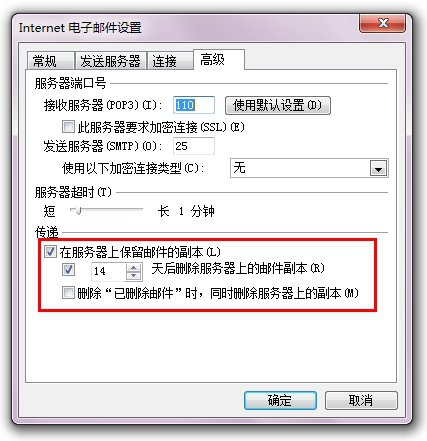 Internet 电子邮件设置
常规 发送服务器 连接 高级
服务器端口号
接收服务器(POP3)(I): 110 使用默认设置(D)
此服务器要求加密连接(SSL)(E)
发送服务器(SMTP)(O): 25
使用以下加密连接类型(C): 无
服务器超时(T)
短 长 1 分钟
传递
在服务器上保留邮件的副本(L)
14 天后删除服务器上的邮件副本(R)
删除“已删除邮件”时，同时删除服务器上的副本(M)
确定 取消